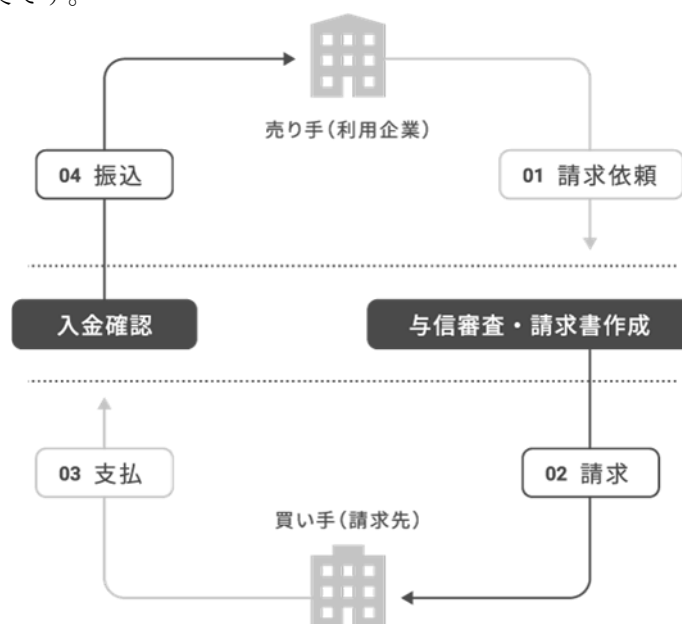 です。
売り手(利用企業)
04 振込
01 請求依頼
入金確認
与信審査・請求書作成
03 支払
02 請求
買い手(請求先)